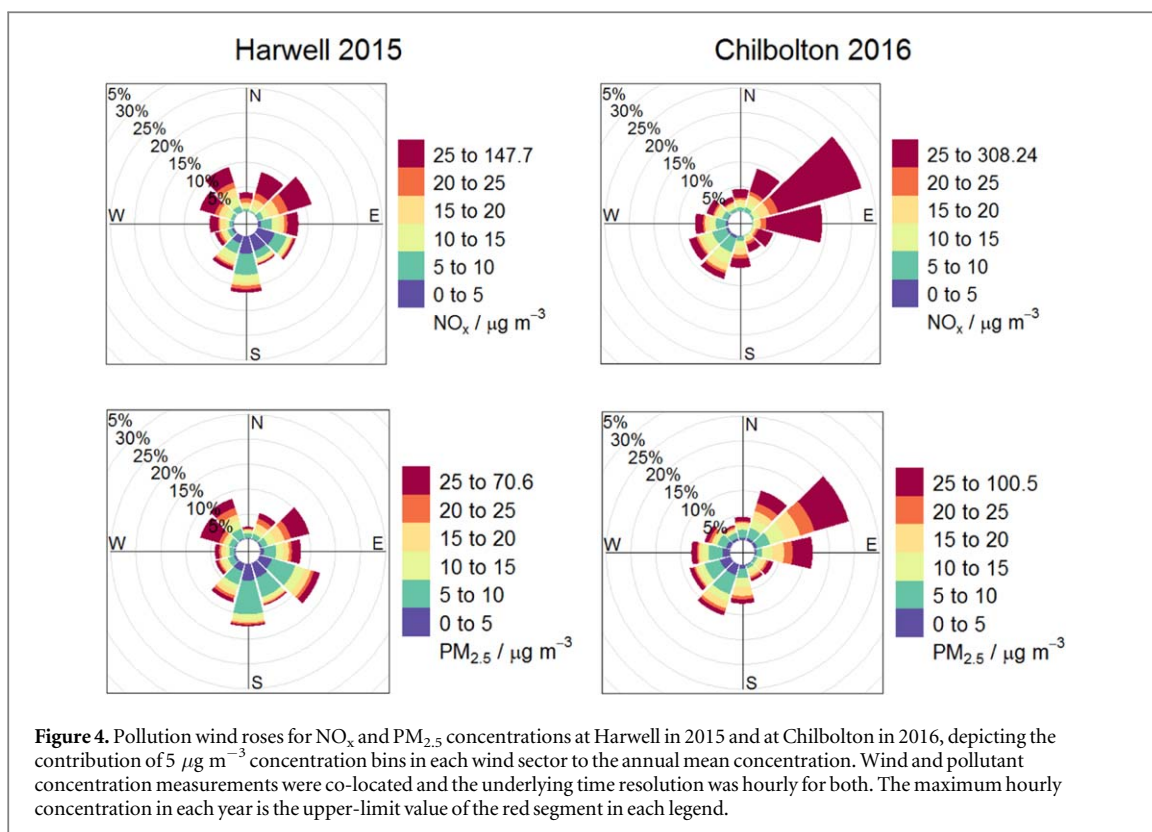 Harwell 2015
Chilbolton 2016
5%
30%
25%
20%
15%
10%
5%
N
W
E
S
25 to 147.7
20 to 25
15 to 20
10 to 15
5 to 10
0 to 5
NOₓ / μg m⁻³
5%
30%
25%
20%
15%
10%
5%
N
W
E
S
25 to 308.24
20 to 25
15 to 20
10 to 15
5 to 10
0 to 5
NOₓ / μg m⁻³
5%
30%
25%
20%
15%
10%
5%
N
W
E
S
25 to 70.6
20 to 25
15 to 20
10 to 15
5 to 10
0 to 5
PM₂.₅ / μg m⁻³
5%
30%
25%
20%
15%
10%
5%
N
W
E
S
25 to 100.5
20 to 25
15 to 20
10 to 15
5 to 10
0 to 5
PM₂.₅ / μg m⁻³
Figure 4. Pollution wind roses for NOₓ and PM₂.₅ concentrations at Harwell in 2015 and at Chilbolton in 2016, depicting the
contribution of 5 μg m⁻³ concentration bins in each wind sector to the annual mean concentration. Wind and pollutant
concentration measurements were co-located and the underlying time resolution was hourly for both. The maximum hourly
concentration in each year is the upper-limit value of the red segment in each legend.